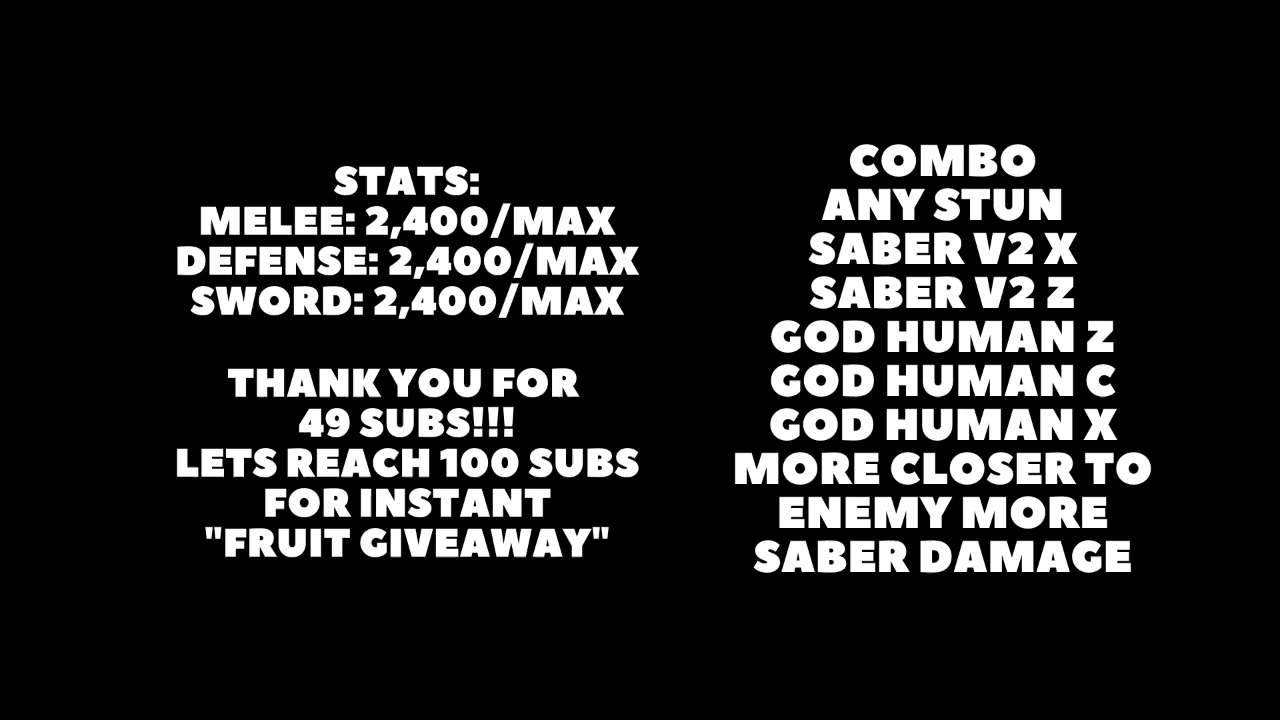 STATS:
MELEE: 2,400/MAX
DEFENSE: 2,400/MAX
SWORD: 2,400/MAX
THANK YOU FOR
49 SUBS!!!
LETS REACH 100 SUBS
FOR INSTANT
"FRUIT GIVEAWAY"
COMBO
ANY STUN
SABER V2 X
SABER V2 Z
GOD HUMAN Z
GOD HUMAN C
GOD HUMAN X
MORE CLOSER TO
ENEMY MORE
SABER DAMAGE